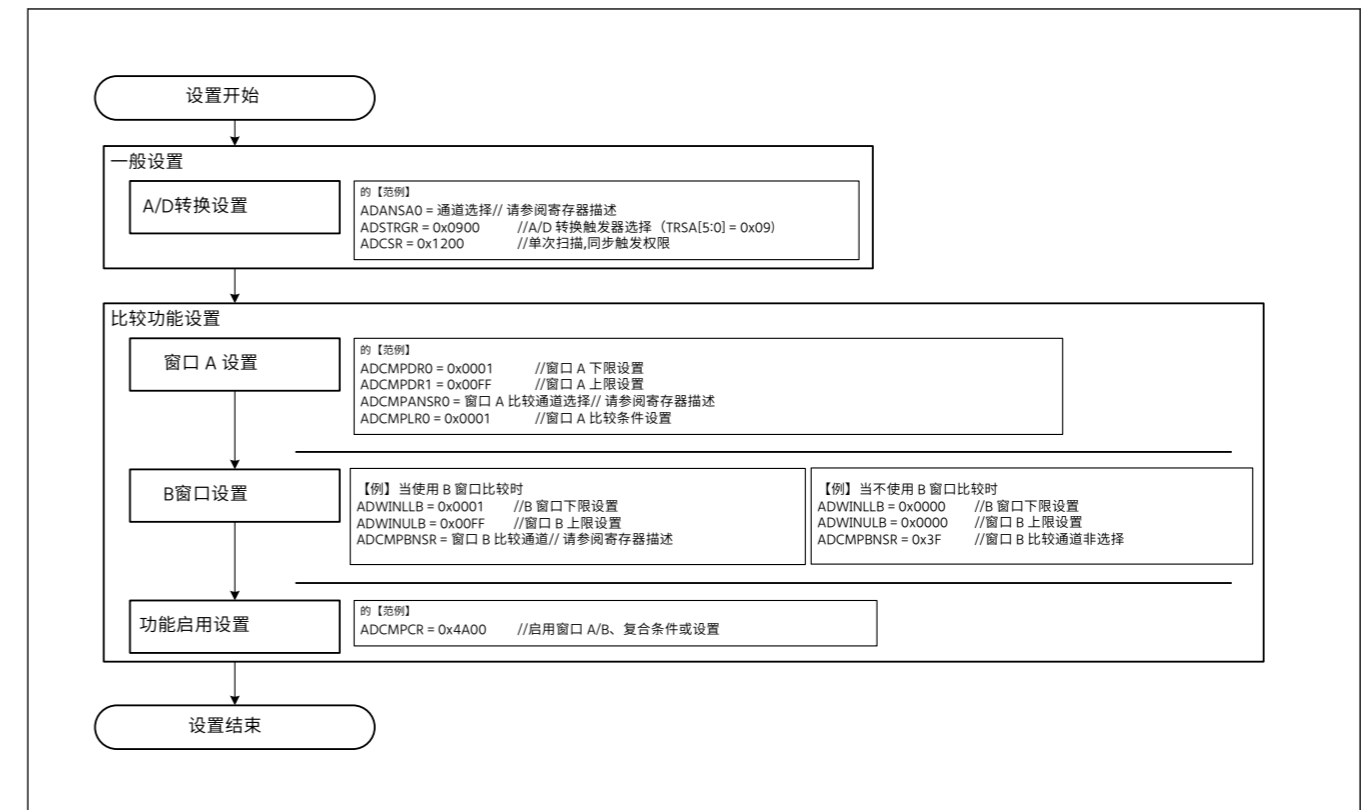 设置开始
一般设置
A/D转换设置
的【范例】
ADANSA0 = 通道选择// 请参阅寄存器描述
ADSTRGR = 0x0900 //A/D 转换触发器选择（TRSA[5:0] = 0x09）
ADCSR = 0x1200 //单次扫描,同步触发权限
比较功能设置
窗口 A 设置
的【范例】
ADCMPDR0 = 0x0001 //窗口 A 下限设置
ADCMPDR1 = 0x00FF //窗口 A 上限设置
ADCMPANSR0 = 窗口 A 比较通道选择// 请参阅寄存器描述
ADCMPLR0 = 0x0001 //窗口 A 比较条件设置
B窗口设置
【例】当使用 B 窗口比较时
ADWINLLB = 0x0001 //B 窗口下限设置
ADWINULB = 0x00FF //窗口 B 上限设置
ADCMPBNSR = 窗口 B 比较通道// 请参阅寄存器描述
【例】当不使用 B 窗口比较时
ADWINLLB = 0x0000 //B 窗口下限设置
ADWINULB = 0x0000 //窗口 B 上限设置
ADCMPBNSR = 0x3F //窗口 B 比较通道非选择
功能启用设置
的【范例】
ADCMPCR = 0x4A00 //启用窗口 A/B、复合条件或设置
设置结束